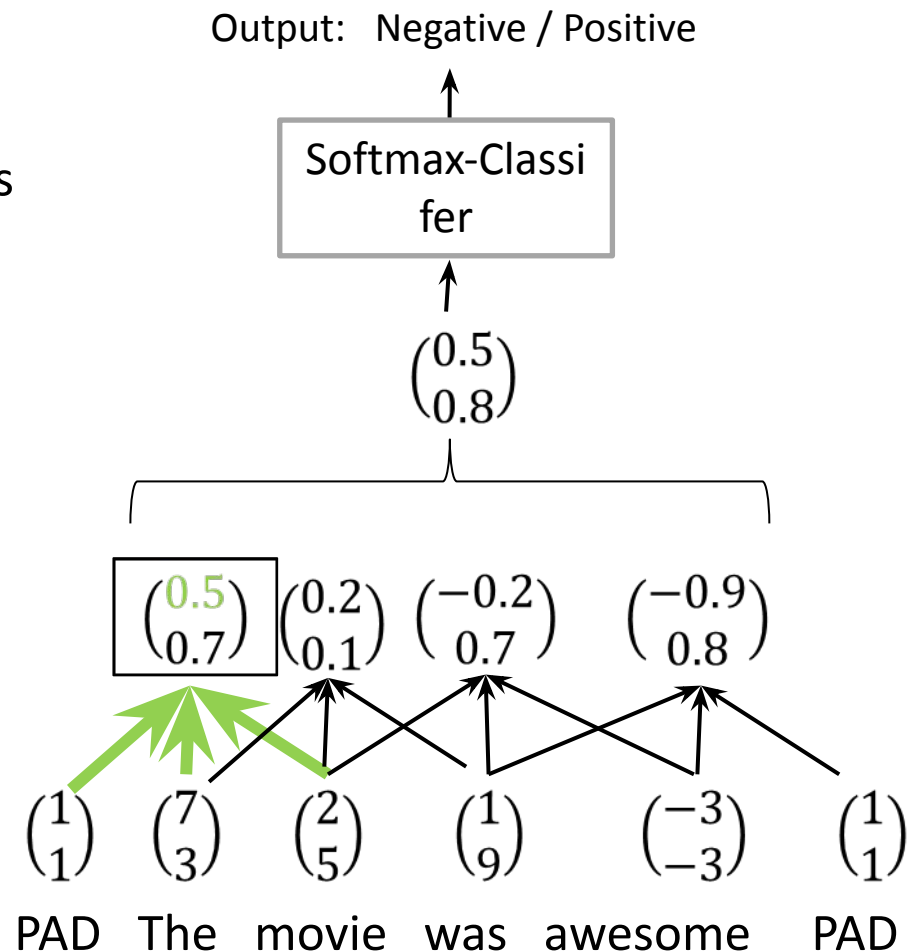 Output: Negative / Positive
s
Softmax-Classi
fer
0.5
0.8
0.5 0.2 −0.2 −0.9
0.7 0.1 0.7 0.8
1 7 2 1 −3 1
1 3 5 9 −3 1
PAD The movie was awesome PAD